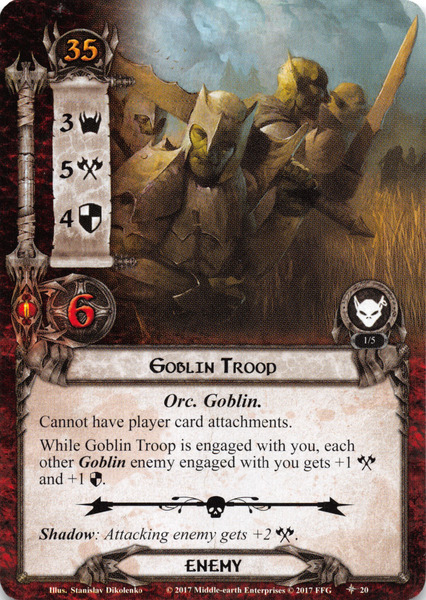 35
3
5
4
6
1/5
Goblin Troop
Orc. Goblin.
Cannot have player card attachments.
While Goblin Troop is engaged with you, each
other Goblin enemy engaged with you gets +1
and +1 .
Shadow: Attacking enemy gets +2 .
ENEMY
Illus. Stanislav Dikolenko © 2017 Middle-earth Enterprises © 2017 FFG 20